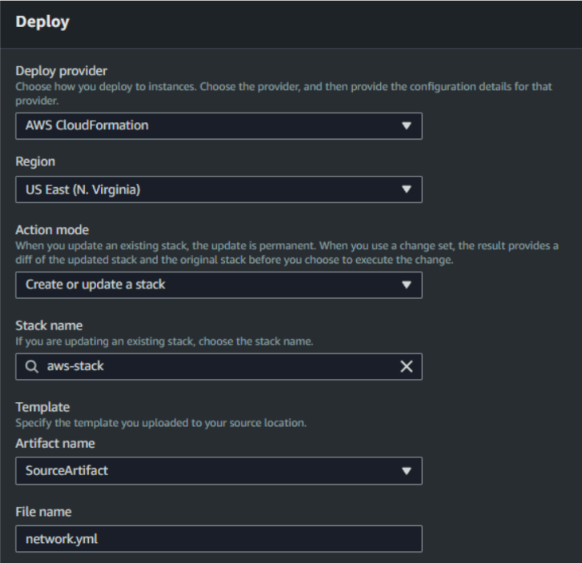 Deploy
Deploy provider
Choose how you deploy to instances. Choose the provider, and then provide the configuration details for that
provider.
AWS CloudFormation
Region
US East (N. Virginia)
Action mode
When you update an existing stack, the update is permanent. When you use a change set, the result provides a
diff of the updated stack and the original stack before you choose to execute the change.
Create or update a stack
Stack name
If you are updating an existing stack, choose the stack name.
aws-stack
Template
Specify the template you uploaded to your source location.
Artifact name
SourceArtifact
File name
network.yml